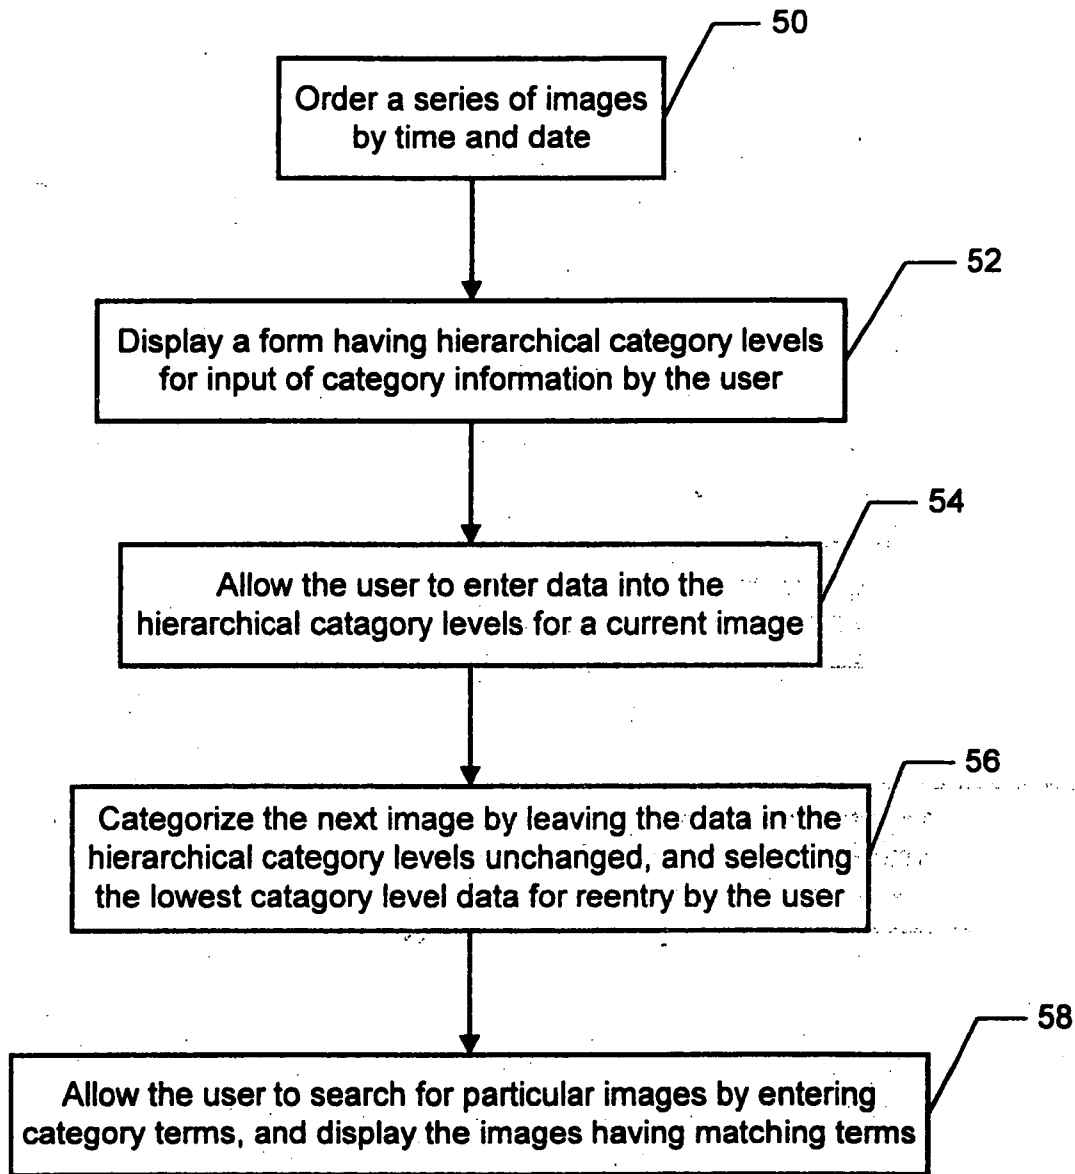 50
Order a series of images
by time and date
52
Display a form having hierarchical category levels
for input of category information by the user
54
Allow the user to enter data into the
hierarchical catagory levels for a current image
56
Categorize the next image by leaving the data in the
hierarchical category levels unchanged, and selecting
the lowest catagory level data for reentry by the user
58
Allow the user to search for particular images by entering
category terms, and display the images having matching terms